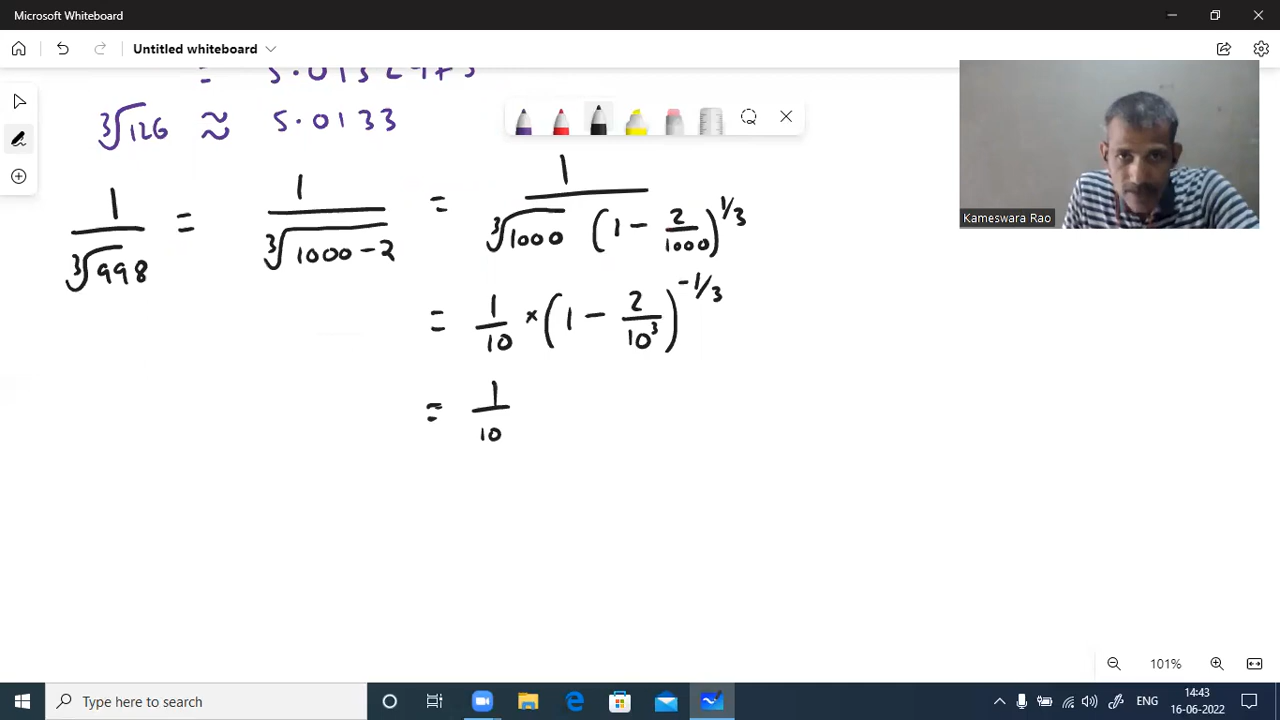 Microsoft Whiteboard
Untitled whiteboard
∛126 ≈ 5.0133
1/∛998 = 1/∛(1000-2) = 1/(∛1000 (1 - 2/1000)^1/3)
= 1/10 × (1 - 2/10³)^-1/3
= 1/10
Kameswara Rao
101%
Type here to search
ENG
14:43
16-06-2022